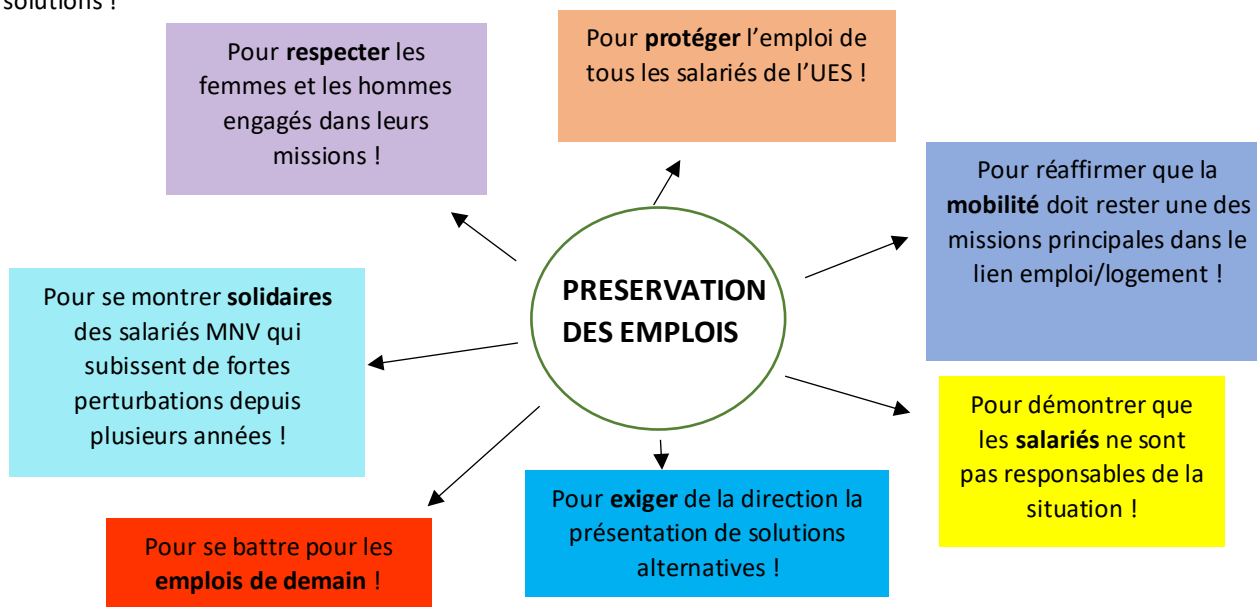 solutions !
Pour respecter les
femmes et les hommes
engagés dans leurs
missions !
Pour protéger l’emploi de
tous les salariés de l’UES !
Pour réaffirmer que la
mobilité doit rester une des
missions principales dans le
lien emploi/logement !
PRESERVATION
DES EMPLOIS
Pour se montrer solidaires
des salariés MNV qui
subissent de fortes
perturbations depuis
plusieurs années !
Pour démontrer que
les salariés ne sont
pas responsables de la
situation !
Pour exiger de la direction la
présentation de solutions
alternatives !
Pour se battre pour les
emplois de demain !